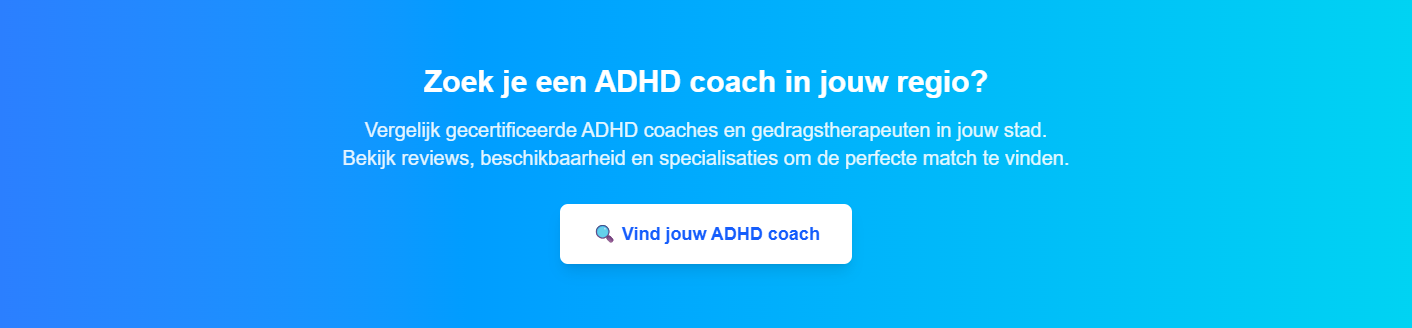 Zoek je een ADHD coach in jouw regio?
Vergelijk gecertificeerde ADHD coaches en gedragstherapeuten in jouw stad.
Bekijk reviews, beschikbaarheid en specialisaties om de perfecte match te vinden.
Vind jouw ADHD coach